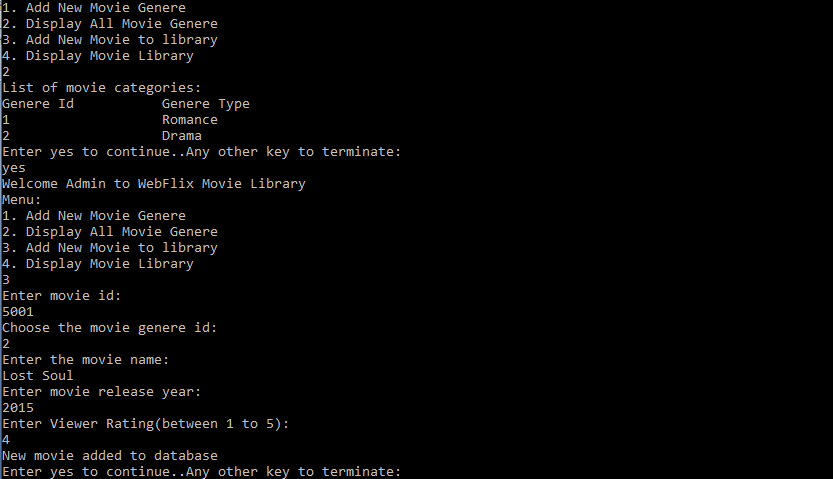 1. Add New Movie Genere
2. Display All Movie Genere
3. Add New Movie to library
4. Display Movie Library
2
List of movie categories:
Genere Id Genere Type
1 Romance
2 Drama
Enter yes to continue..Any other key to terminate:
yes
Welcome Admin to WebFlix Movie Library
Menu:
1. Add New Movie Genere
2. Display All Movie Genere
3. Add New Movie to library
4. Display Movie Library
3
Enter movie id:
5001
Choose the movie genere id:
2
Enter the movie name:
Lost Soul
Enter movie release year:
2015
Enter Viewer Rating(between 1 to 5):
4
New movie added to database
Enter yes to continue..Any other key to terminate: